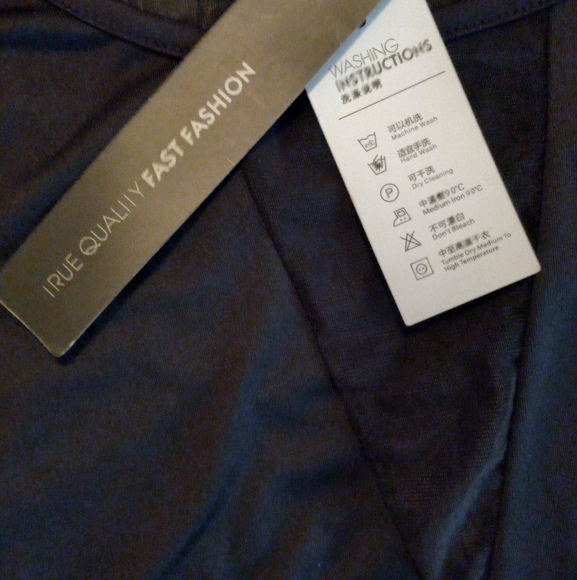 TRUE QUALITY FAST FASHION
WASHING
INSTRUCTIONS
洗涤说明
可以机洗
Machine Wash
适宜手洗
Hand Wash
P
可干洗
Dry Cleaning
中温熨90℃
Medium Iron 90℃
不可漂白
Don't Bleach
中至高温干衣
Tumble Dry Medium To
High Temperature